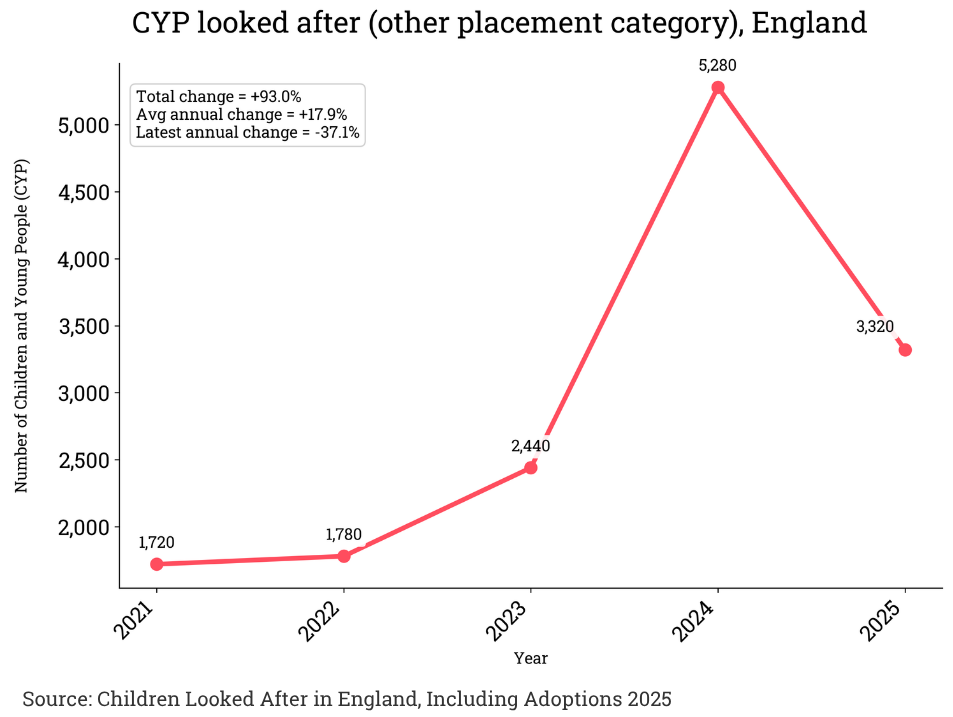 CYP looked after (other placement category), England
Total change = +93.0%
Avg annual change = +17.9%
Latest annual change = -37.1%
Number of Children and Young People (CYP)
5,000
4,500
4,000
3,500
3,000
2,500
2,000
1,720
1,780
2,440
5,280
3,320
2021
2022
2023
2024
2025
Year
Source: Children Looked After in England, Including Adoptions 2025